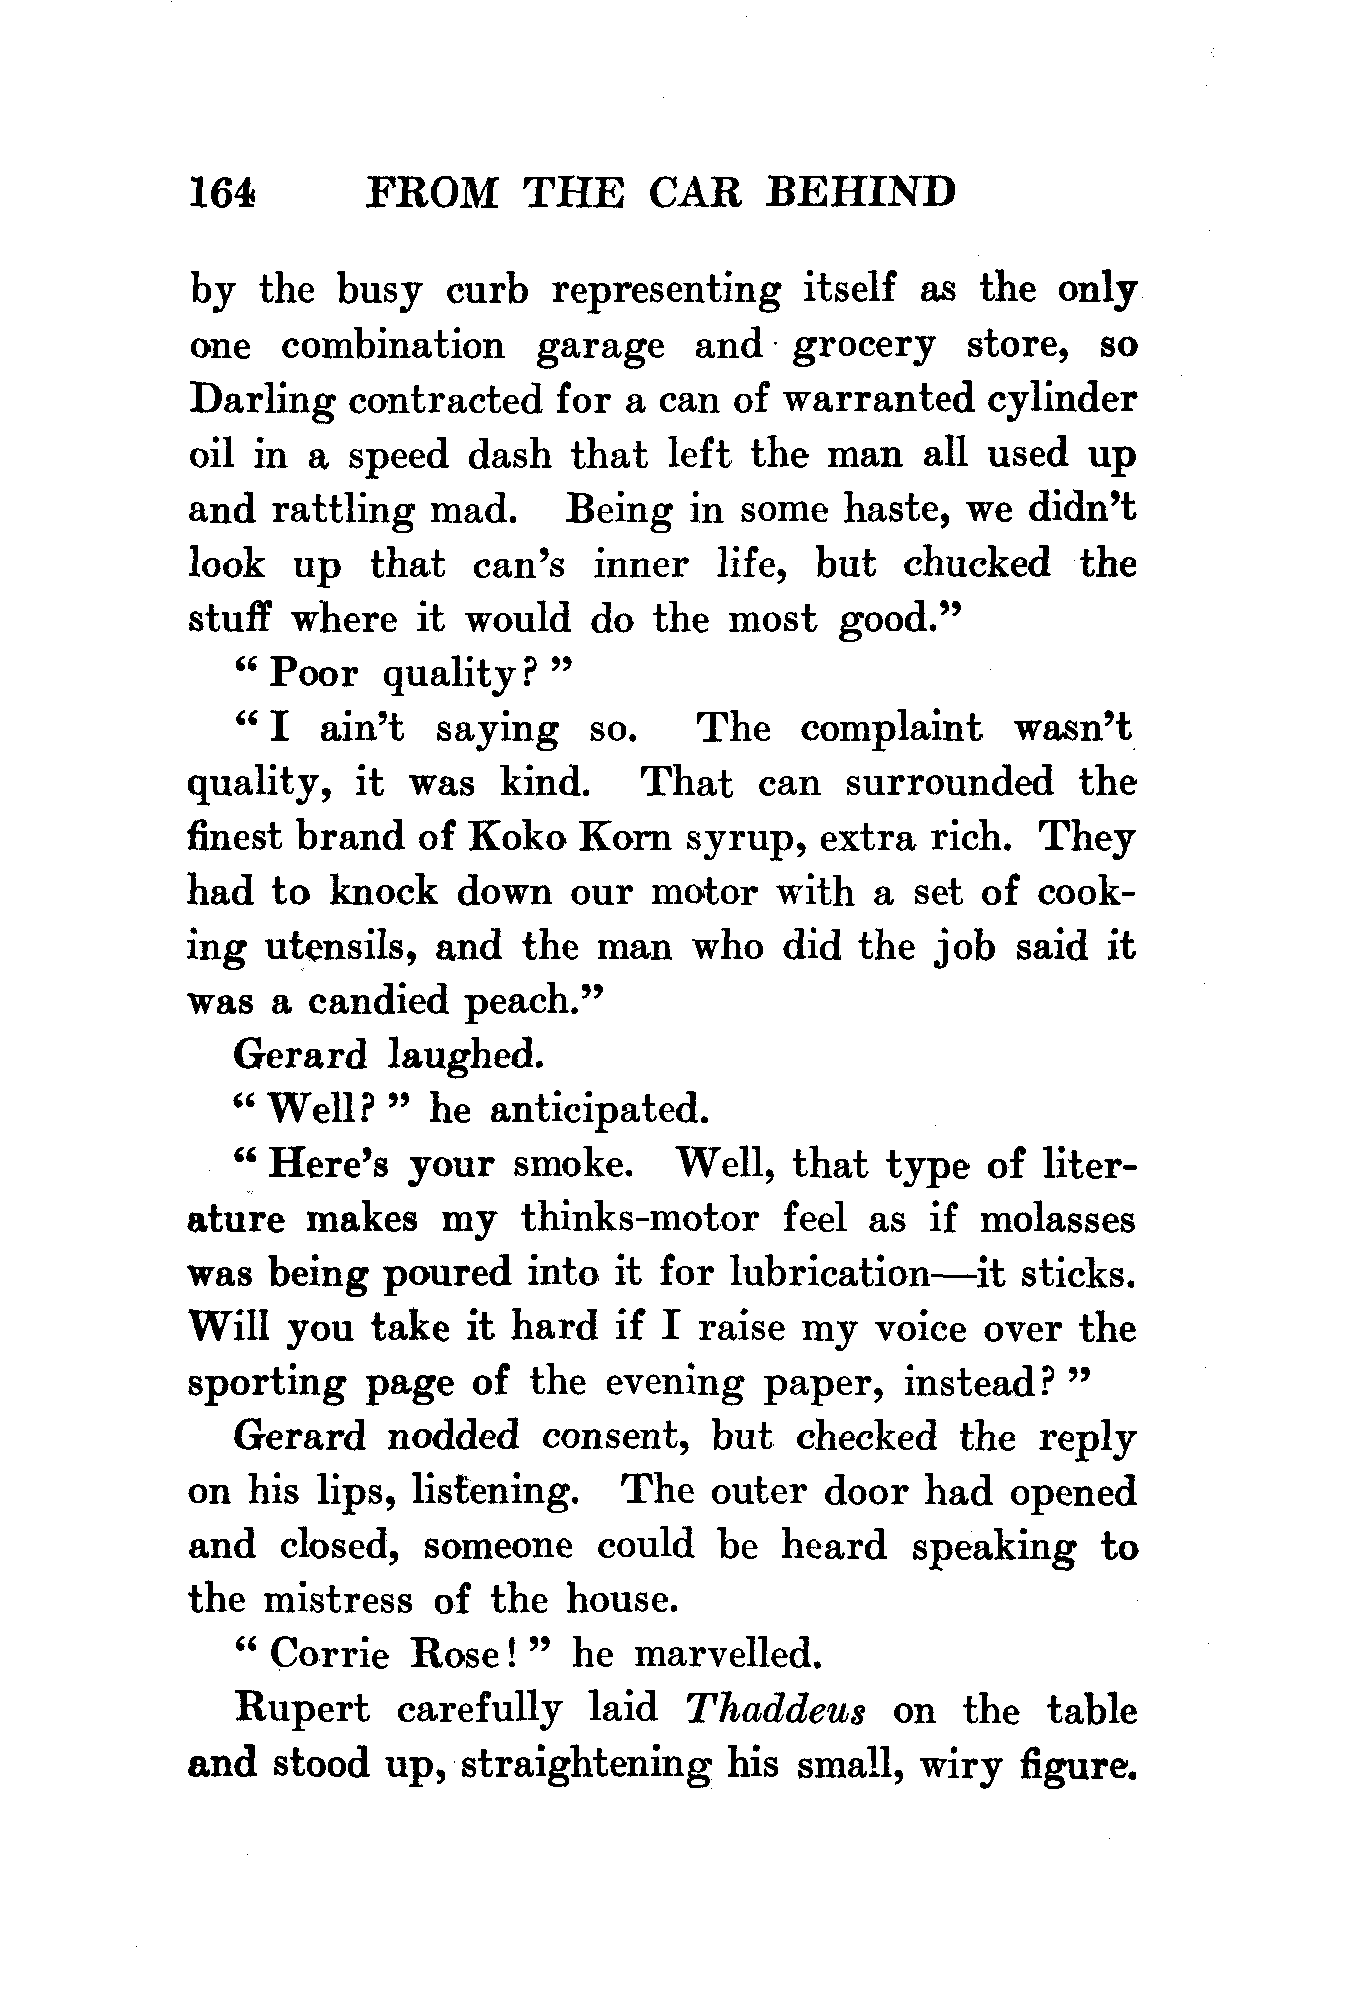 164 FROM THE CAR BEHIND
by the busy curb representing itself as the only
one combination garage and grocery store, so
Darling contracted for a can of warranted cylinder
oil in a speed dash that left the man all used up
and rattling mad. Being in some haste, we didn't
look up that can's inner life, but chucked the
stuff where it would do the most good."
"Poor quality?"
"I ain't saying so. The complaint wasn't
quality, it was kind. That can surrounded the
finest brand of Koko Korn syrup, extra rich. They
had to knock down our motor with a set of cook-
ing utensils, and the man who did the job said it
was a candied peach."
Gerard laughed.
"Well?" he anticipated.
"Here's your smoke. Well, that type of liter-
ature makes my thinks-motor feel as if molasses
was being poured into it for lubrication—it sticks.
Will you take it hard if I raise my voice over the
sporting page of the evening paper, instead?"
Gerard nodded consent, but checked the reply
on his lips, listening. The outer door had opened
and closed, someone could be heard speaking to
the mistress of the house.
"Corrie Rose!" he marvelled.
Rupert carefully laid Thaddeus on the table
and stood up, straightening his small, wiry figure.